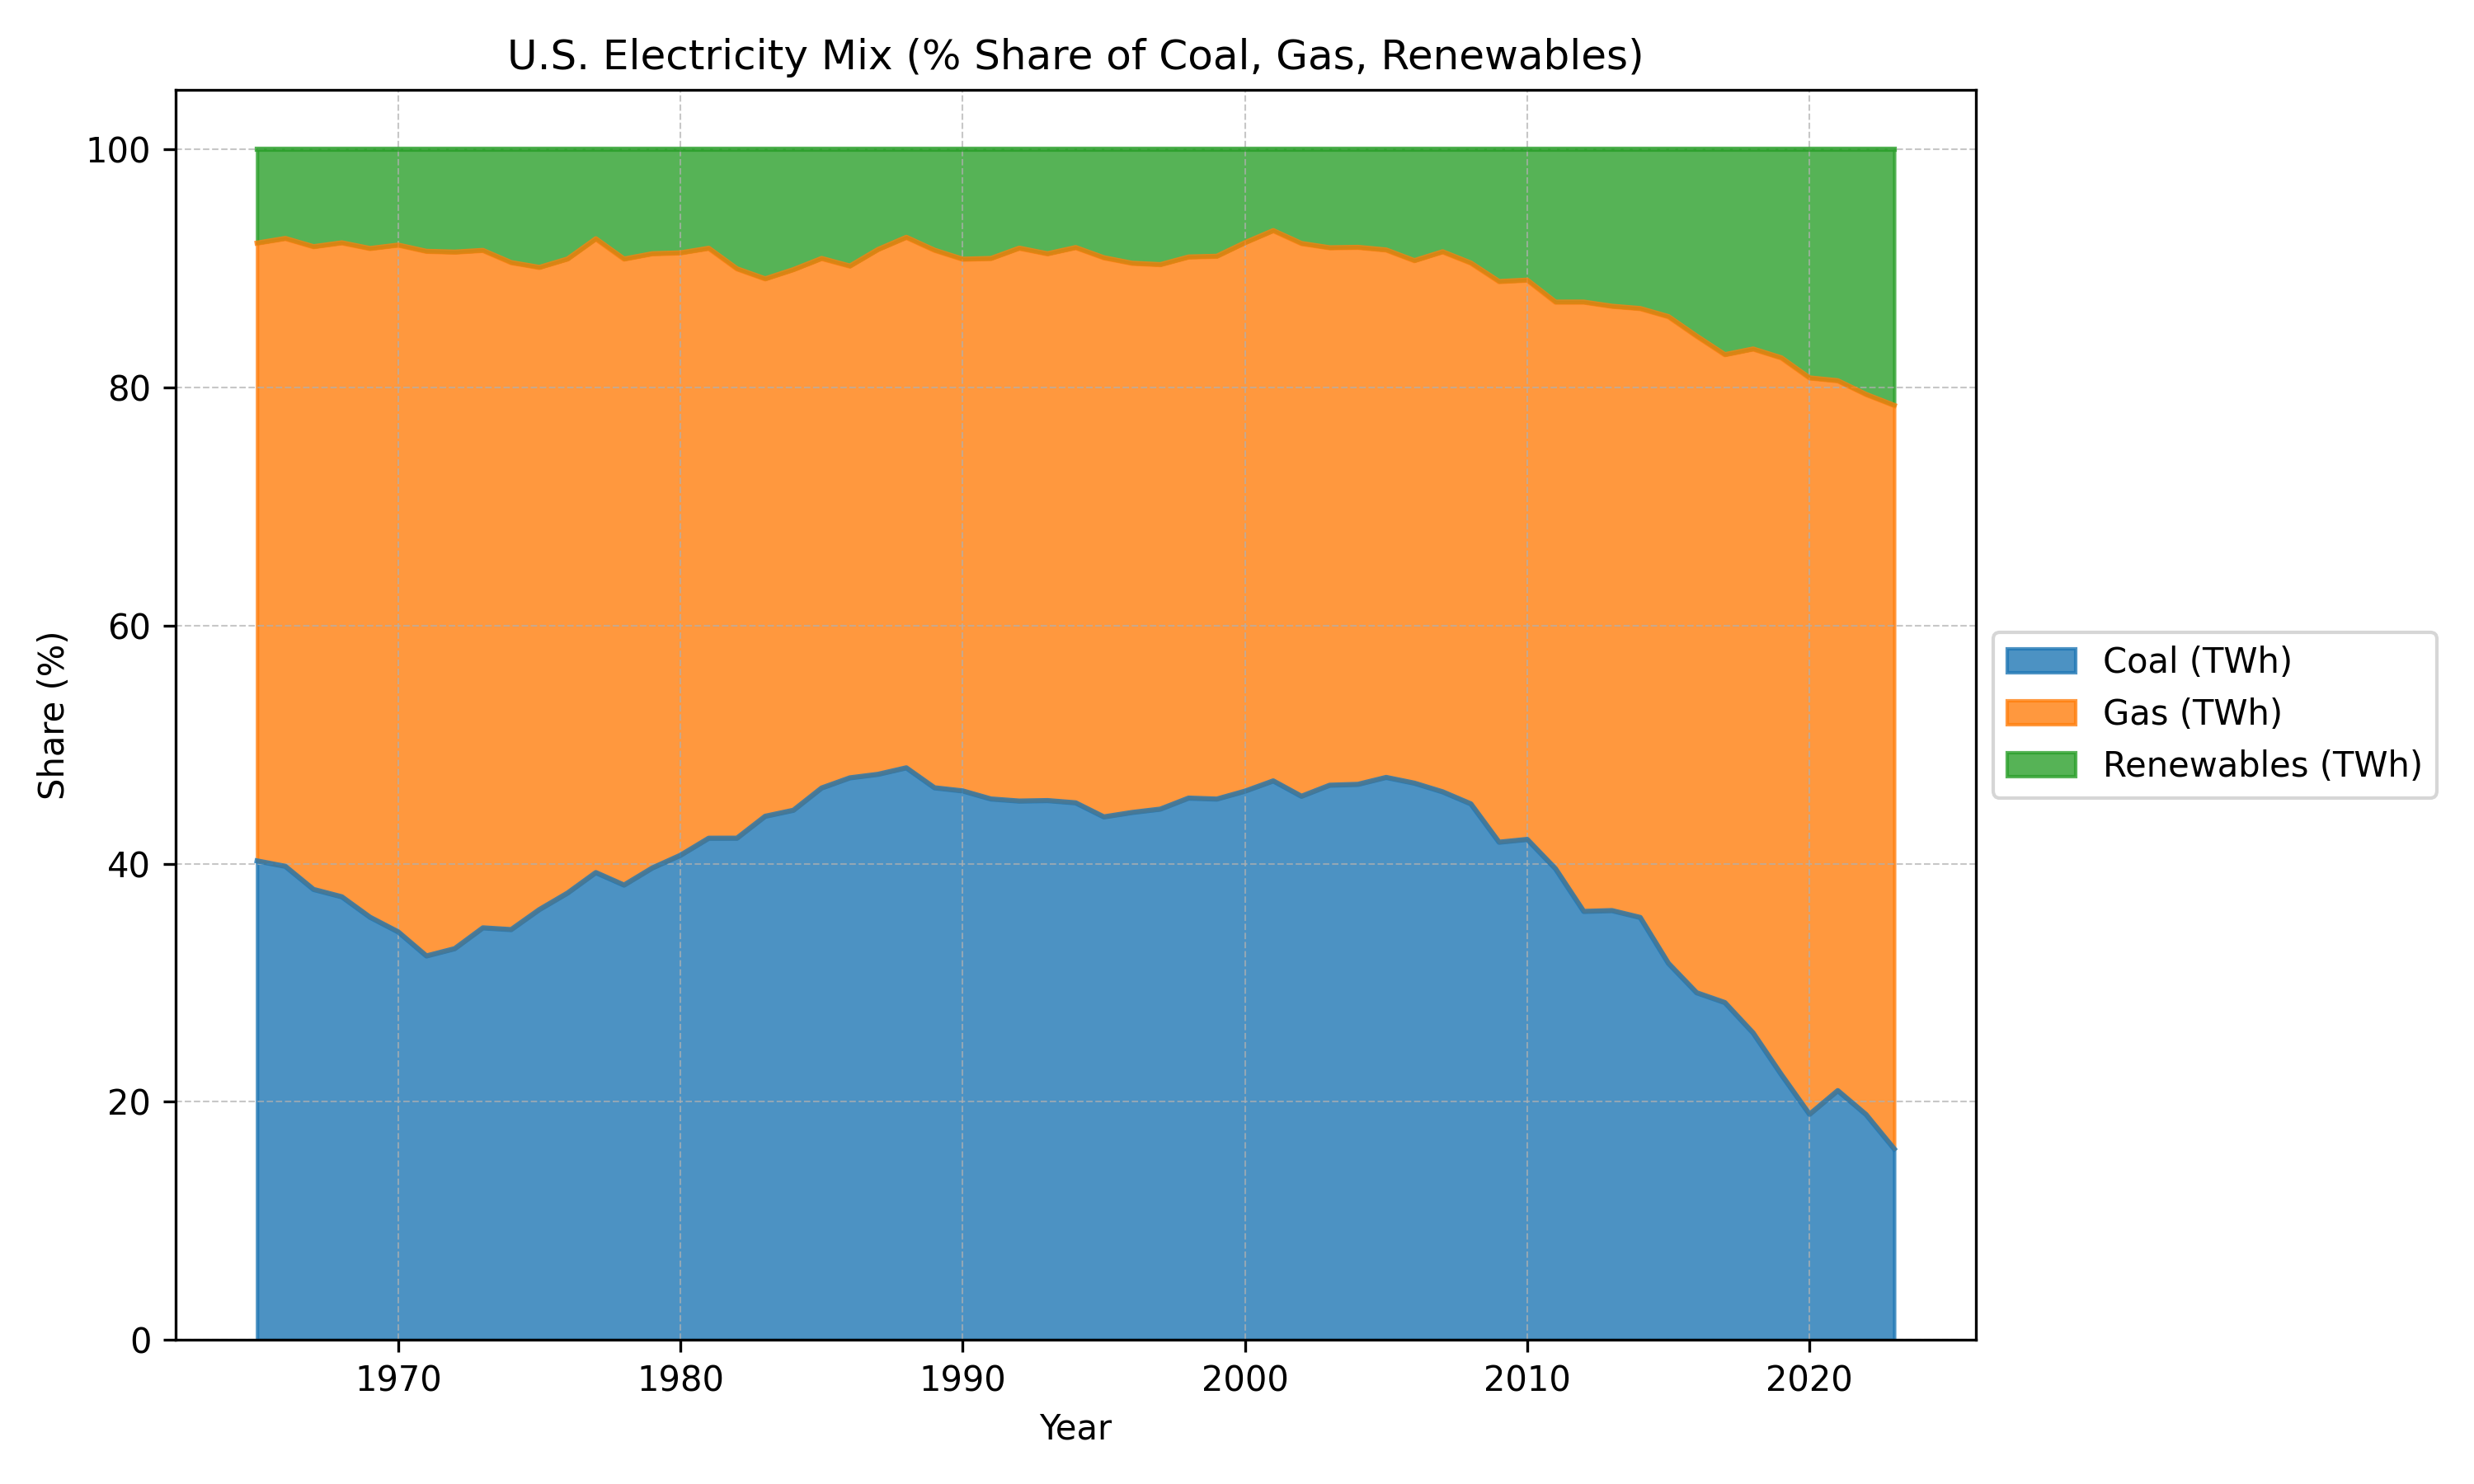 U.S. Electricity Mix (% Share of Coal, Gas, Renewables)
100
80
60
40
20
0
Share (%)
1970 1980 1990 2000 2010 2020
Year
Coal (TWh)
Gas (TWh)
Renewables (TWh)